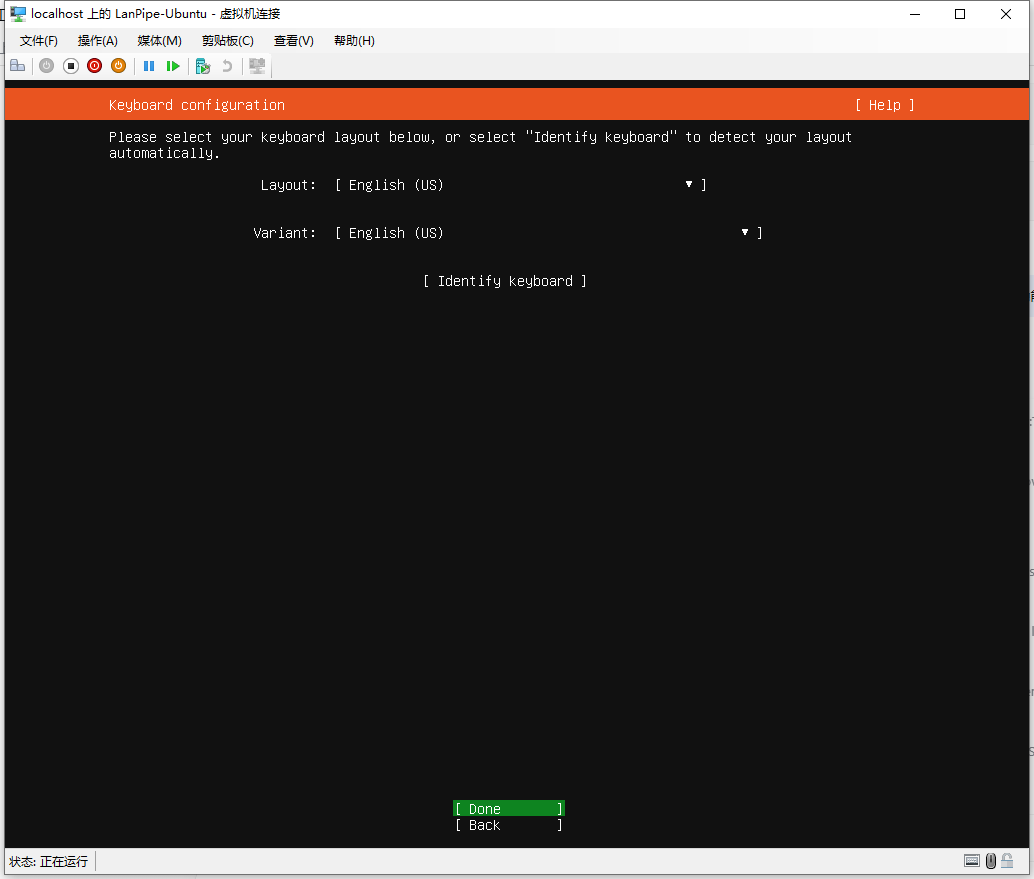 localhost 上的 LanPipe-Ubuntu - 虚拟机连接
文件(F) 操作(A) 媒体(M) 剪贴板(C) 查看(V) 帮助(H)
Keyboard configuration [ Help ]
Please select your keyboard layout below, or select "Identify keyboard" to detect your layout
automatically.
Layout: [ English (US) ▼ ]
Variant: [ English (US) ▼ ]
[ Identify keyboard ]
[ Done ]
[ Back ]
状态: 正在运行